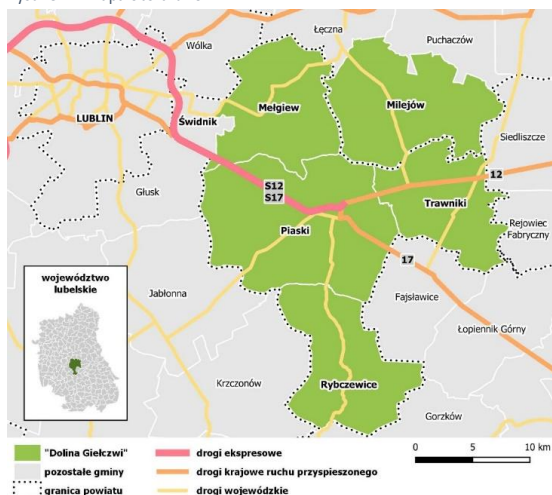 Łęczna
Puchaczów
Wólka
Mełgiew
Milejów
LUBLIN
Świdnik
Siedliszcze
Głusk
S12
S17
12
Trawniki
Rejowiec
Fabryczny
Piaski
17
województwo
lubelskie
Jabłonna
Fajsławice
Łopiennik Górny
Krzczonów
Rybczewice
Gorzków
"Dolina Giełczwi"
drogi ekspresowe
0 5 10 km
pozostałe gminy
drogi krajowe ruchu przyspieszonego
granica powiatu
drogi wojewódzkie